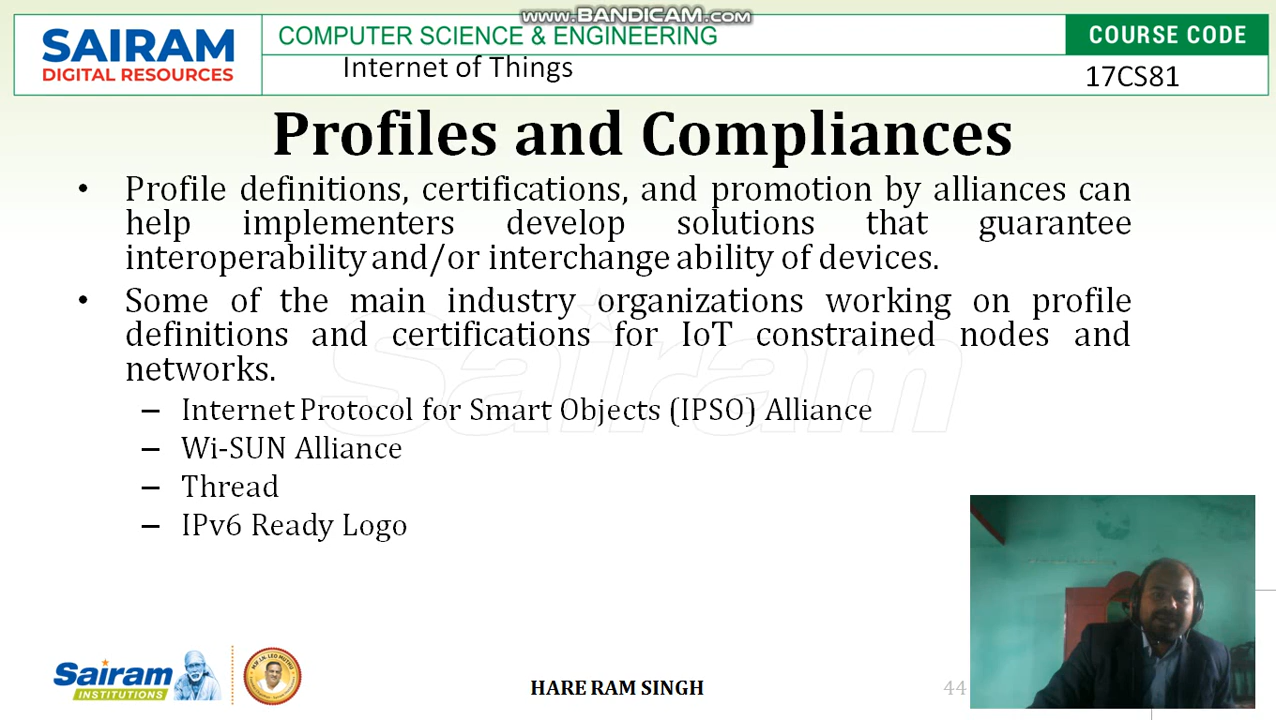 www.BANDICAM.com
SAIRAM
DIGITAL RESOURCES
COMPUTER SCIENCE & ENGINEERING
COURSE CODE
Internet of Things
17CS81
Profiles and Compliances
• Profile definitions, certifications, and promotion by alliances can
help implementers develop solutions that guarantee
interoperability and/or interchange ability of devices.
• Some of the main industry organizations working on profile
definitions and certifications for IoT constrained nodes and
networks.
– Internet Protocol for Smart Objects (IPSO) Alliance
– Wi-SUN Alliance
– Thread
– IPv6 Ready Logo
Sairam
Sairam
INSTITUTIONS
HARE RAM SINGH
44